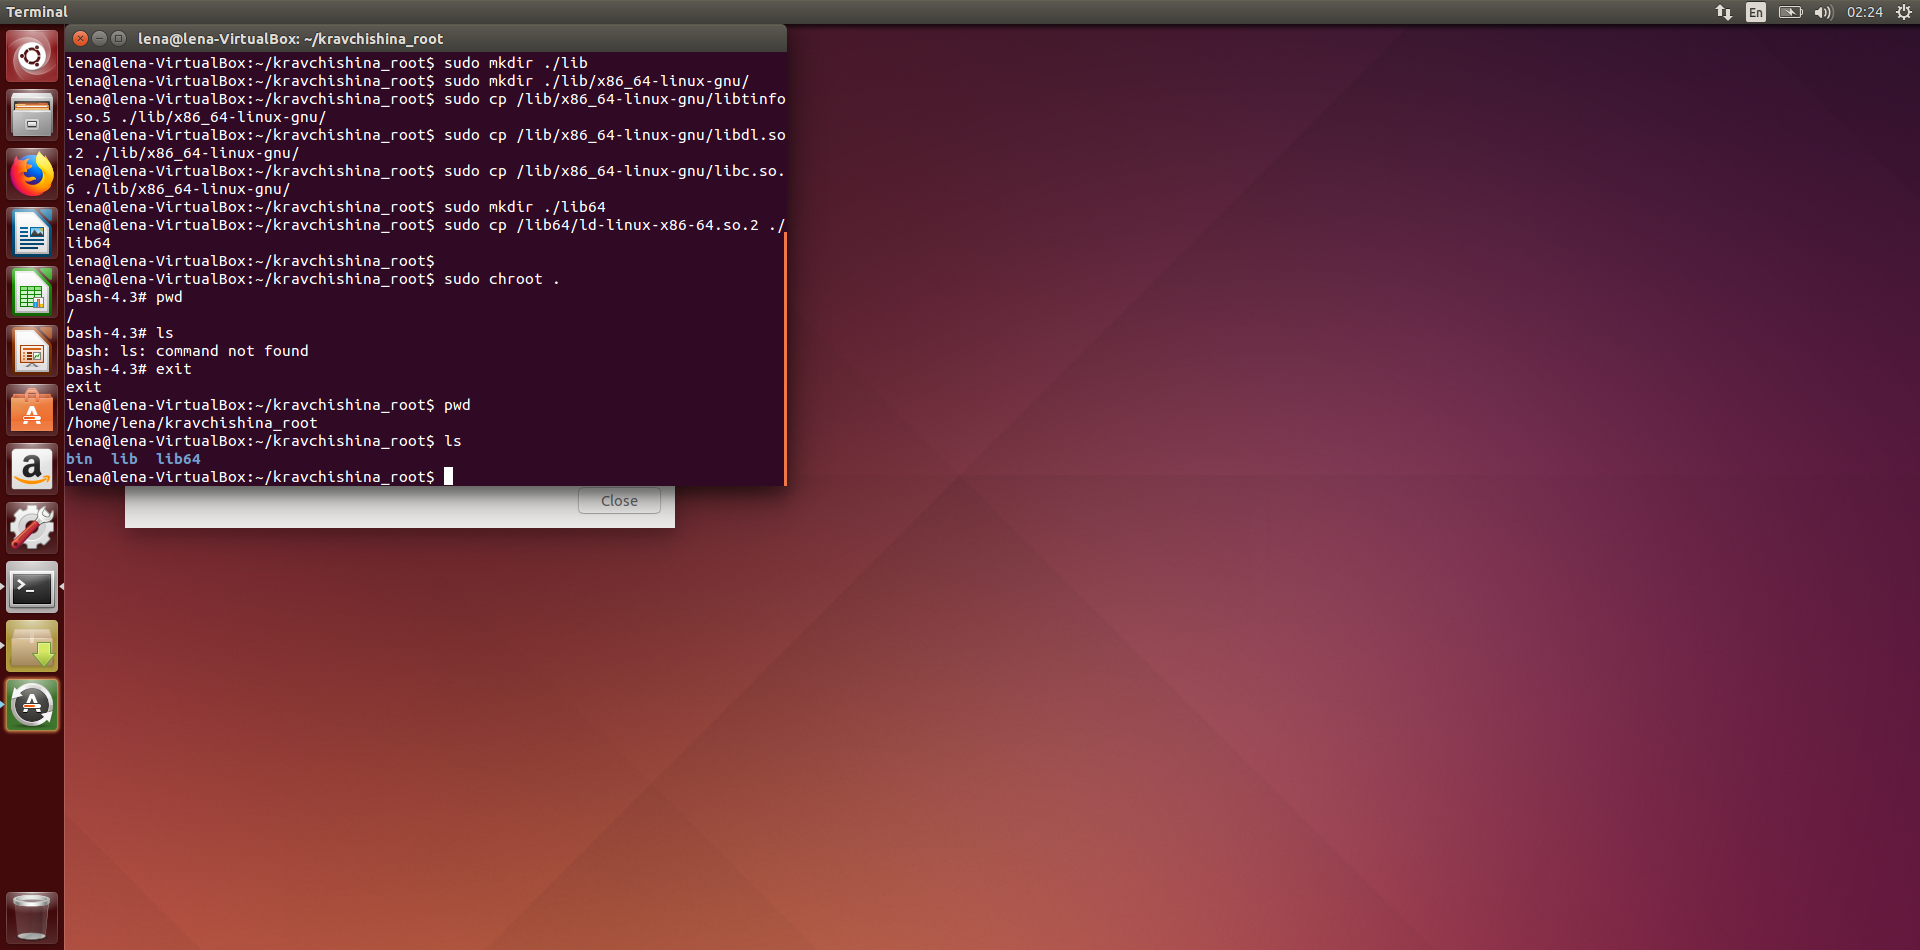 Terminal
En
02:24
lena@lena-VirtualBox: ~/kravchishina_root
lena@lena-VirtualBox:~/kravchishina_root$ sudo mkdir ./lib
lena@lena-VirtualBox:~/kravchishina_root$ sudo mkdir ./lib/x86_64-linux-gnu/
lena@lena-VirtualBox:~/kravchishina_root$ sudo cp /lib/x86_64-linux-gnu/libtinfo
.so.5 ./lib/x86_64-linux-gnu/
lena@lena-VirtualBox:~/kravchishina_root$ sudo cp /lib/x86_64-linux-gnu/libdl.so
.2 ./lib/x86_64-linux-gnu/
lena@lena-VirtualBox:~/kravchishina_root$ sudo cp /lib/x86_64-linux-gnu/libc.so.
6 ./lib/x86_64-linux-gnu/
lena@lena-VirtualBox:~/kravchishina_root$ sudo mkdir ./lib64
lena@lena-VirtualBox:~/kravchishina_root$ sudo cp /lib64/ld-linux-x86-64.so.2 ./
lib64
lena@lena-VirtualBox:~/kravchishina_root$
lena@lena-VirtualBox:~/kravchishina_root$ sudo chroot .
bash-4.3# pwd
/
bash-4.3# ls
bash: ls: command not found
bash-4.3# exit
exit
lena@lena-VirtualBox:~/kravchishina_root$ pwd
/home/lena/kravchishina_root
lena@lena-VirtualBox:~/kravchishina_root$ ls
bin  lib  lib64
lena@lena-VirtualBox:~/kravchishina_root$
Close